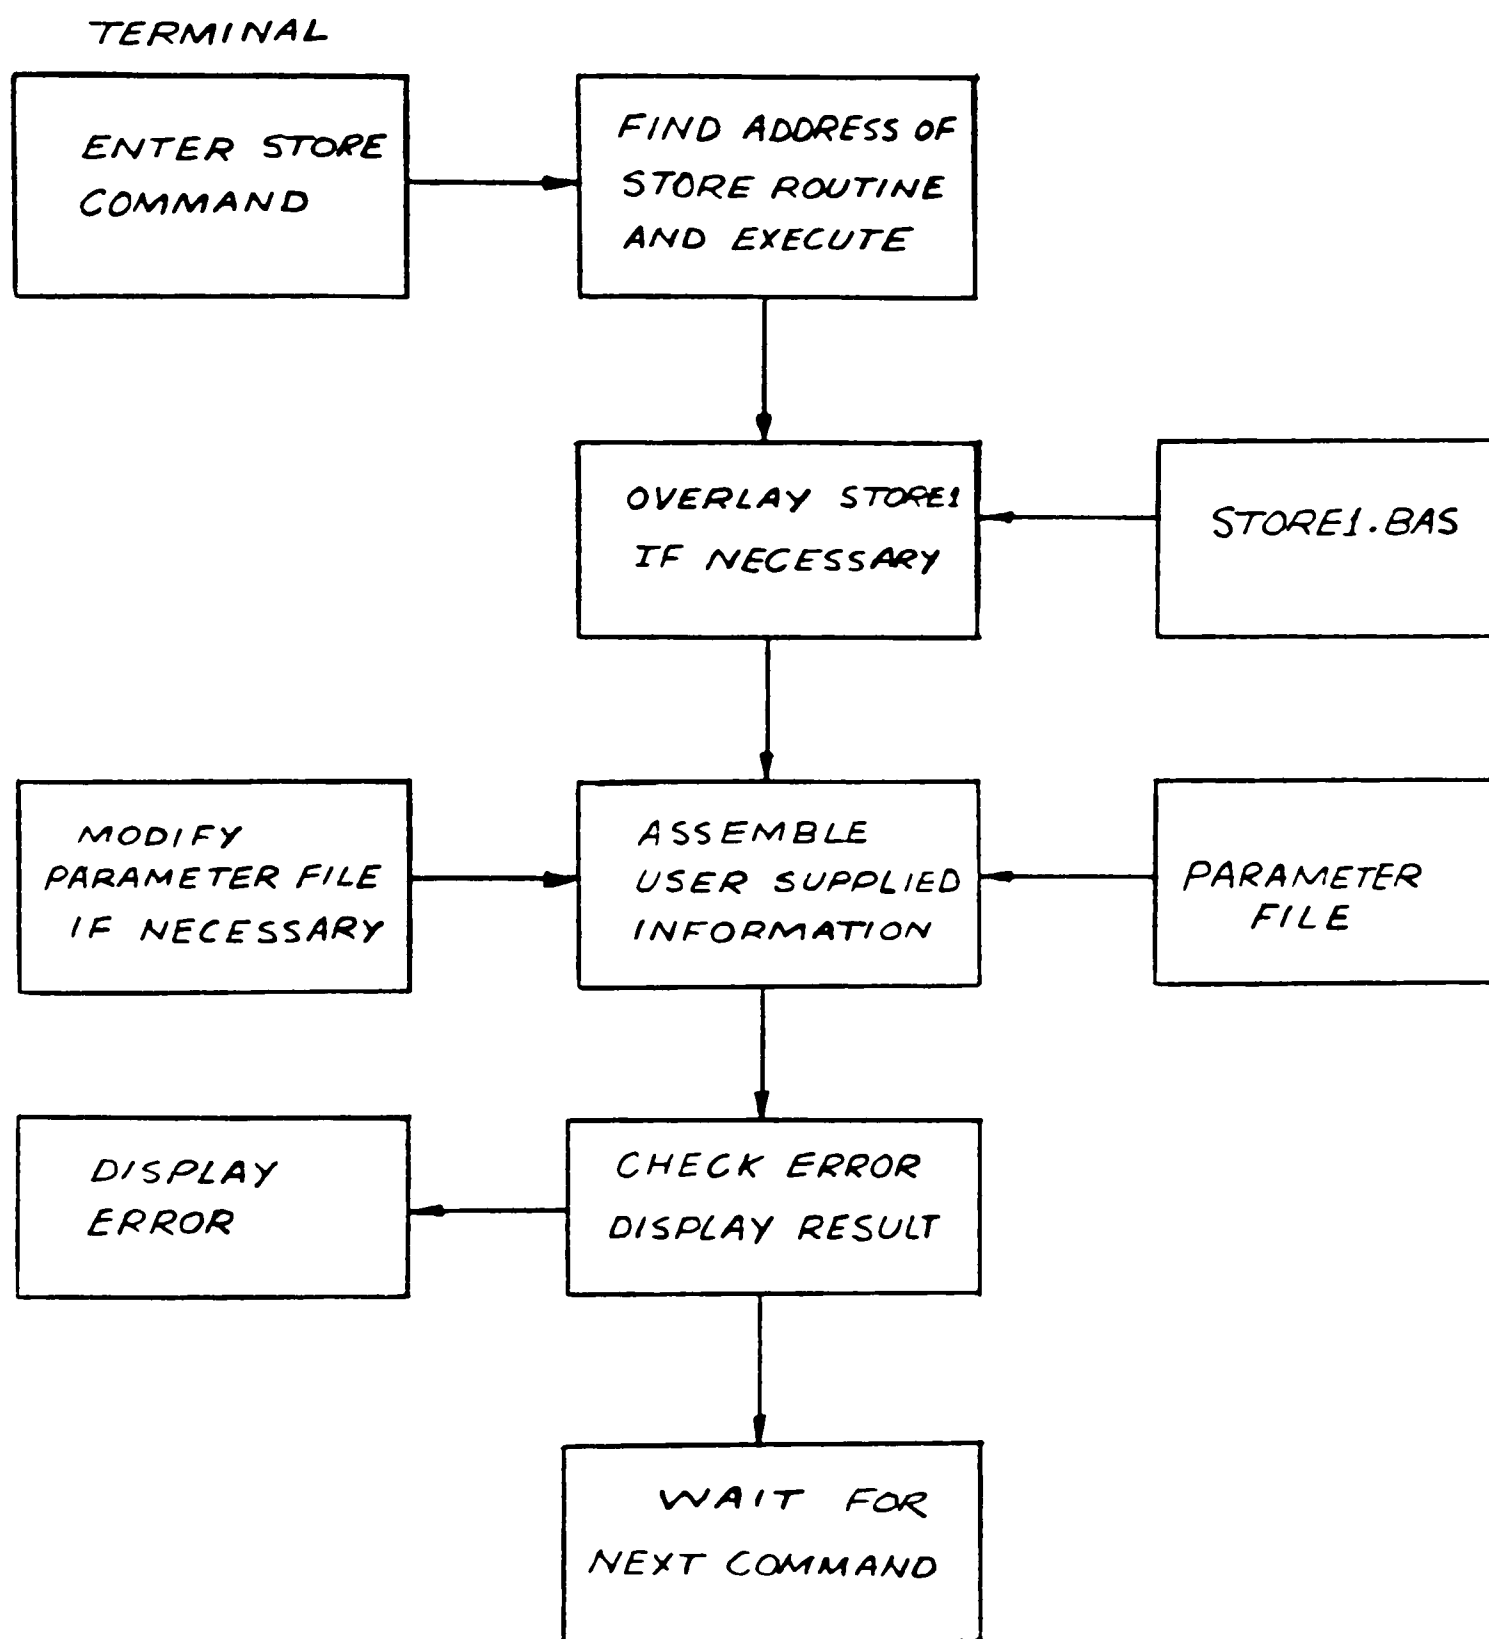 TERMINAL
ENTER STORE
COMMAND
FIND ADDRESS OF
STORE ROUTINE
AND EXECUTE
OVERLAY STORE1
IF NECESSARY
STORE1.BAS
MODIFY
PARAMETER FILE
IF NECESSARY
ASSEMBLE
USER SUPPLIED
INFORMATION
PARAMETER
FILE
DISPLAY
ERROR
CHECK ERROR
DISPLAY RESULT
WAIT FOR
NEXT COMMAND